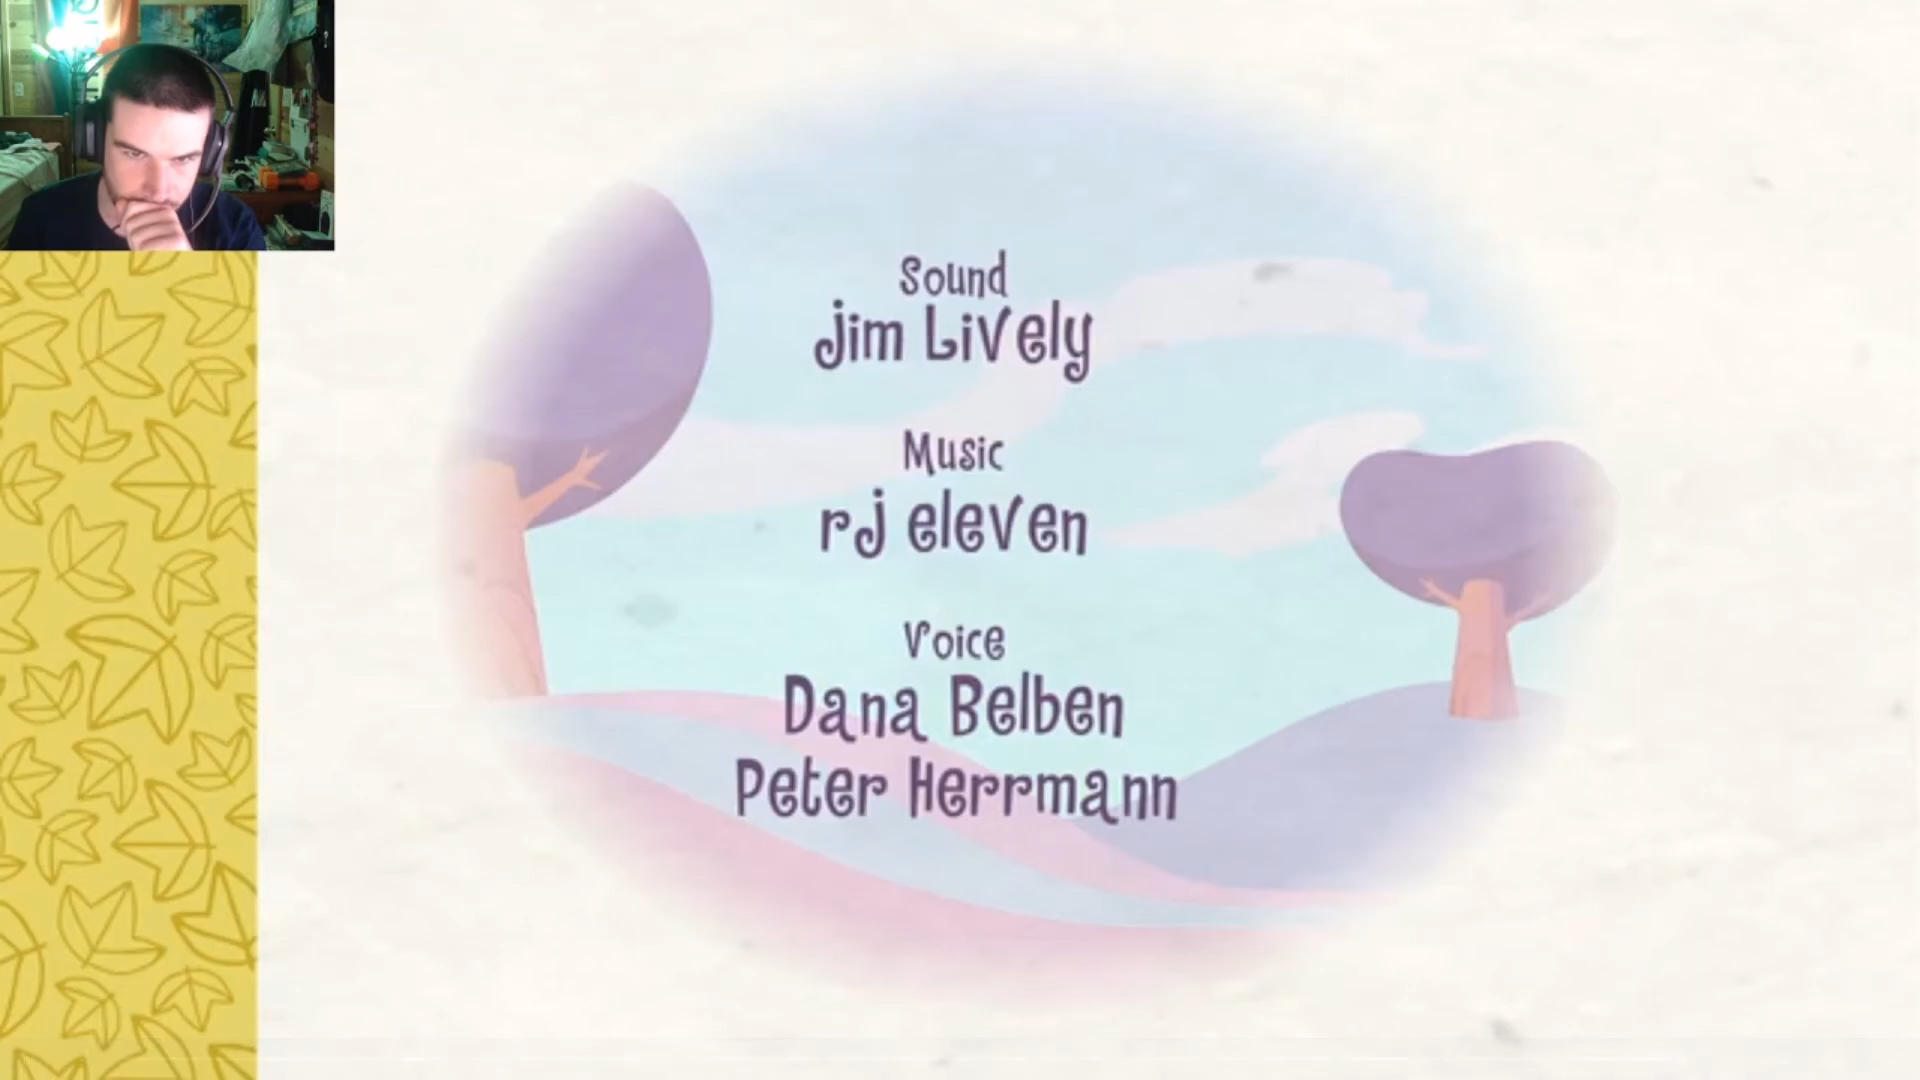 Sound
Jim Lively
Music
rj eleven
Voice
Dana Belben
Peter Herrmann